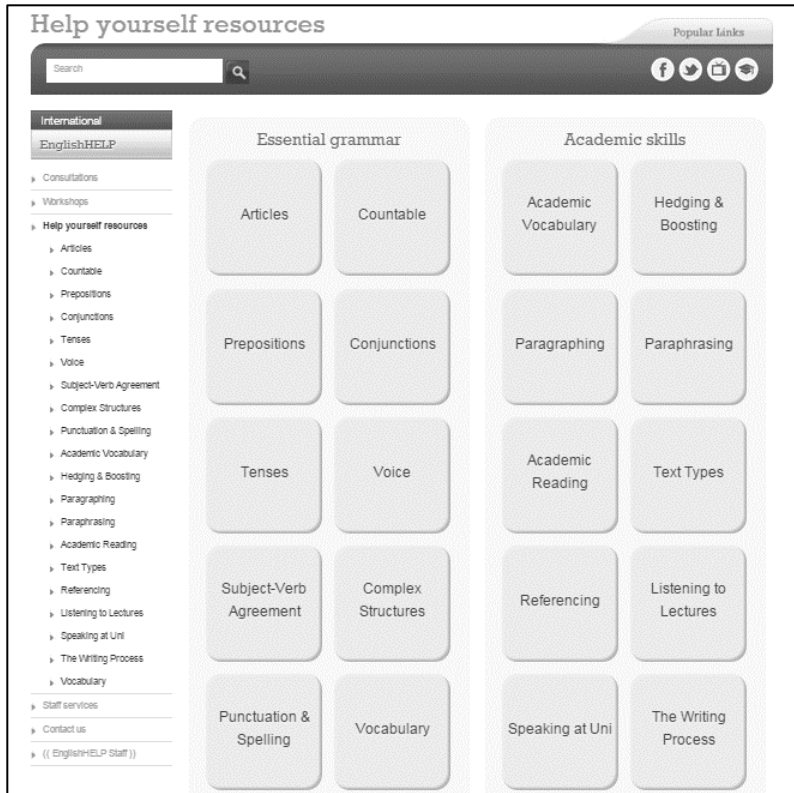 Help yourself resources
Popular Links
Search
International
EnglishHELP
Consultations
Workshops
Help yourself resources
Articles
Countable
Prepositions
Conjunctions
Tenses
Voice
Subject-Verb Agreement
Complex Structures
Punctuation & Spelling
Academic Vocabulary
Hedging & Boosting
Paragraphing
Paraphrasing
Academic Reading
Text Types
Referencing
Listening to Lectures
Speaking at Uni
The Writing Process
Vocabulary
Staff services
Contact us
(( EnglishHELP Staff ))
Essential grammar
Articles
Countable
Prepositions
Conjunctions
Tenses
Voice
Subject-Verb
Agreement
Complex
Structures
Punctuation &
Spelling
Vocabulary
Academic skills
Academic
Vocabulary
Hedging &
Boosting
Paragraphing
Paraphrasing
Academic
Reading
Text Types
Referencing
Listening to
Lectures
Speaking at Uni
The Writing
Process